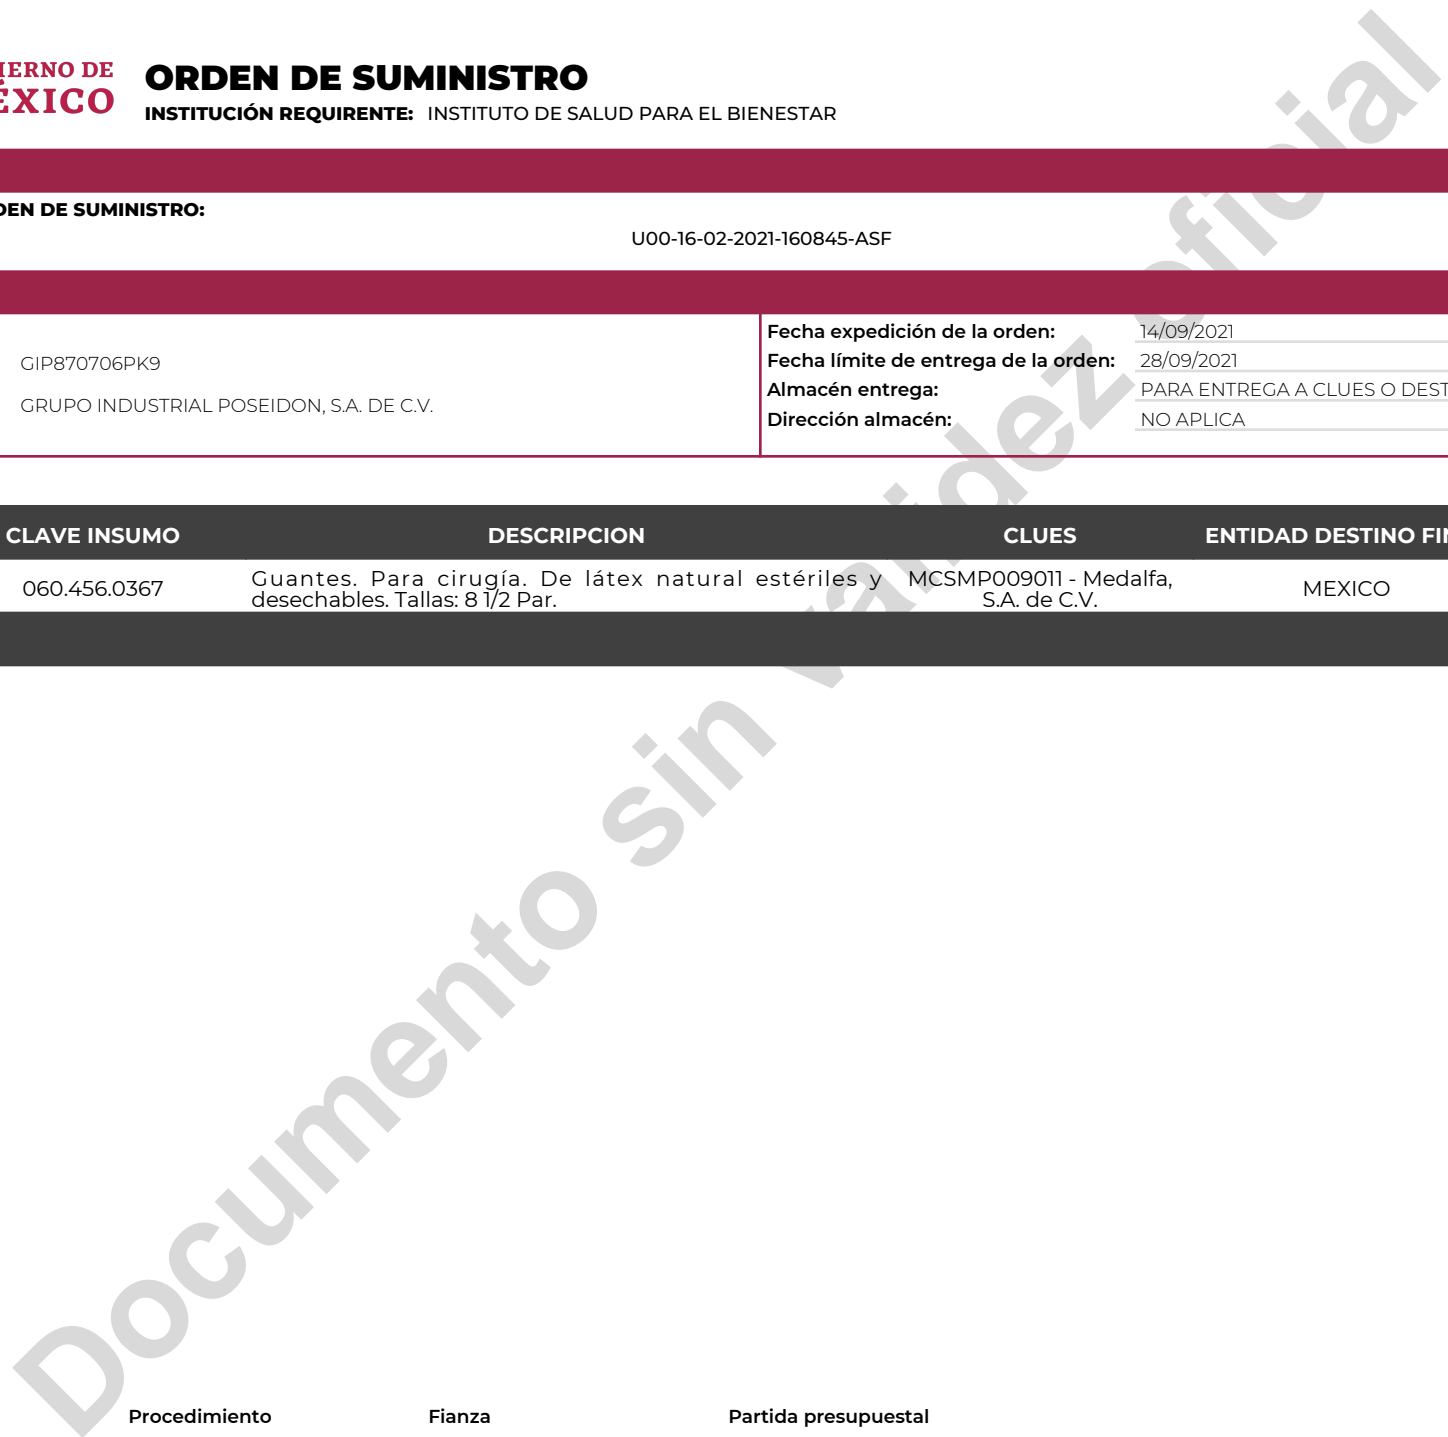 IERNO DE
ÉXICO
ORDEN DE SUMINISTRO
INSTITUCIÓN REQUIRENTE: INSTITUTO DE SALUD PARA EL BIENESTAR
DEN DE SUMINISTRO:
U00-16-02-2021-160845-ASF
GIP870706PK9
GRUPO INDUSTRIAL POSEIDON, S.A. DE C.V.
Fecha expedición de la orden: 14/09/2021
Fecha límite de entrega de la orden: 28/09/2021
Almacén entrega: PARA ENTREGA A CLUES O DEST
Dirección almacén: NO APLICA
CLAVE INSUMO DESCRIPCION CLUES ENTIDAD DESTINO FIN
060.456.0367 Guantes. Para cirugía. De látex natural estériles y desechables. Tallas: 8 1/2 Par. MCSMP009011 - Medalfa, S.A. de C.V. MEXICO
Documento sin validez oficial
Procedimiento Fianza Partida presupuestal